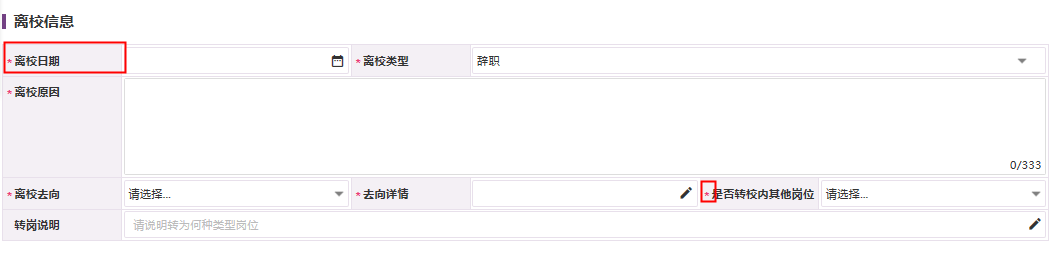 离校信息
* 离校日期
* 离校类型 辞职
* 离校原因
0/333
* 离校去向 请选择... * 去向详情 * 是否转校内其他岗位 请选择...
转岗说明 请说明转为何种类型岗位